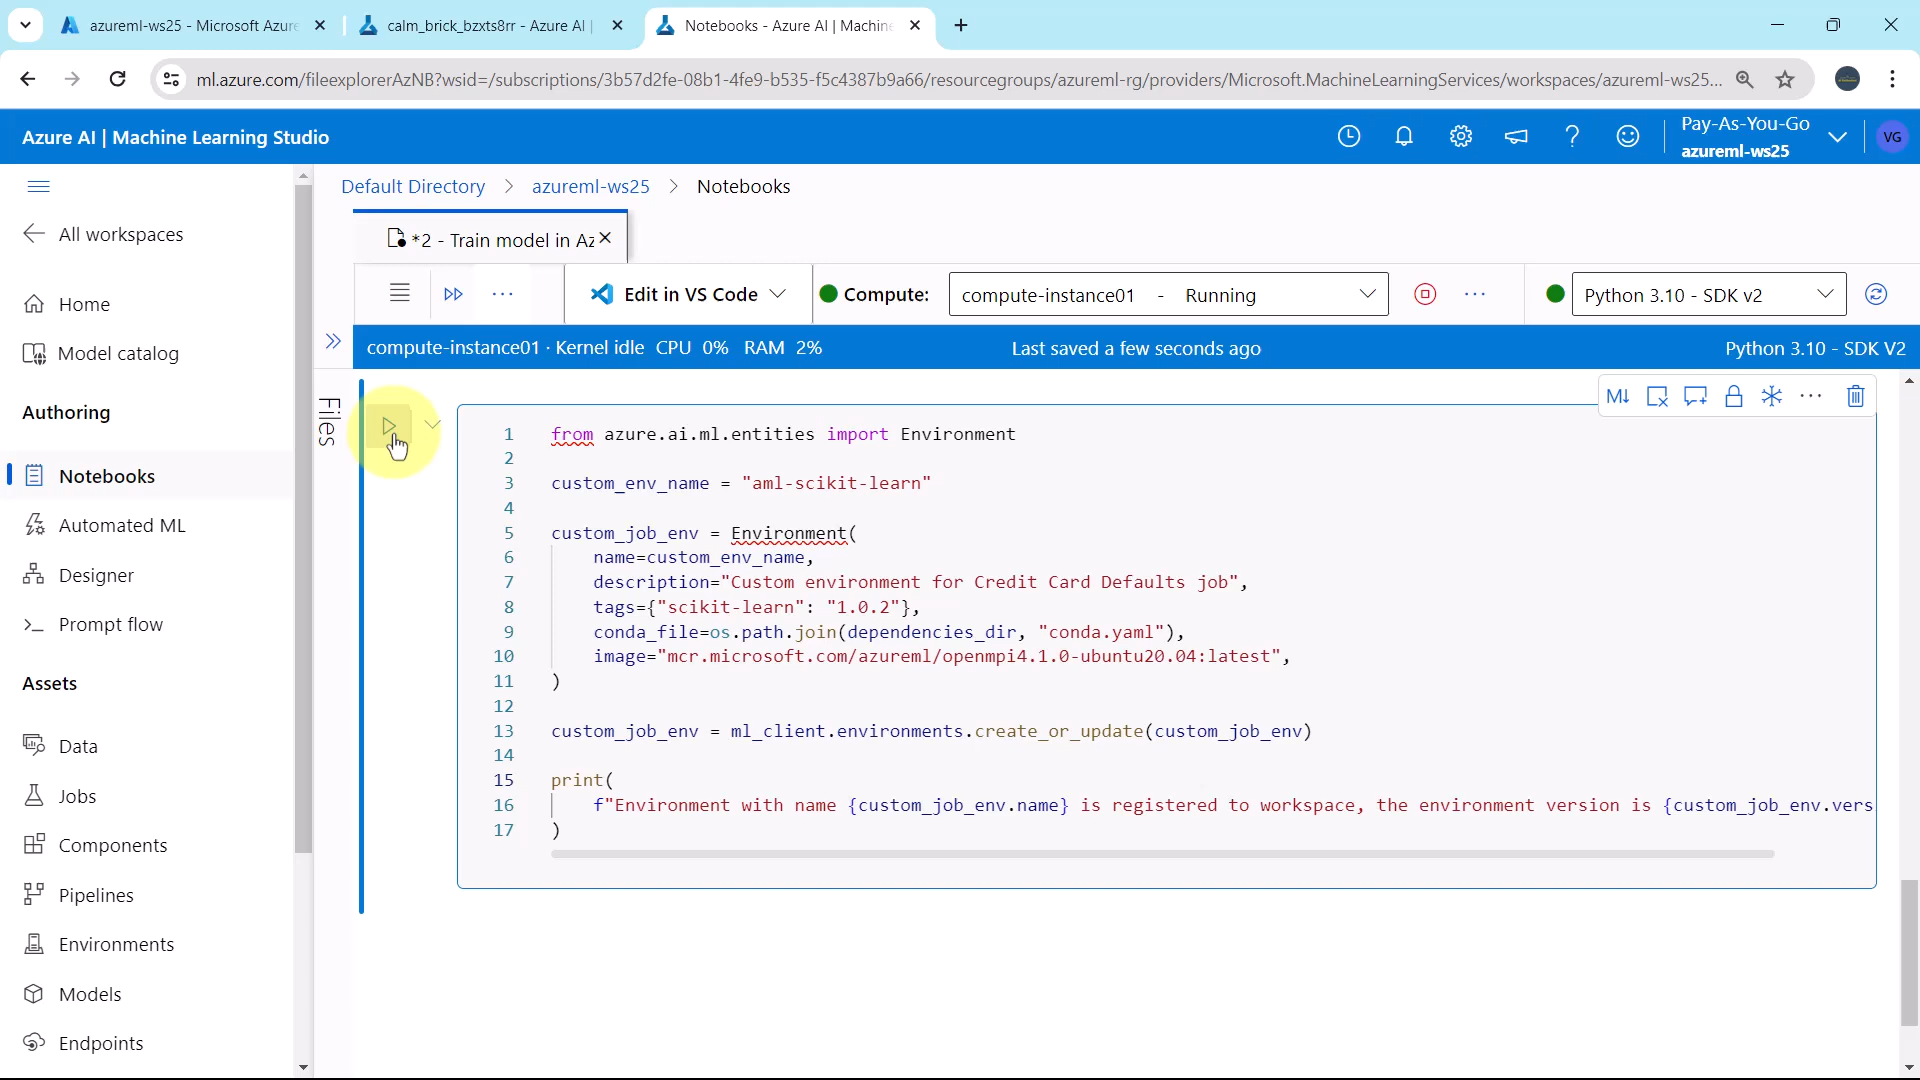 azureml-ws25 - Microsoft Azure
calm_brick_bzxts8rr - Azure AI |
Notebooks - Azure AI | Machine
ml.azure.com/fileexplorerAzNB?wsid=/subscriptions/3b57d2fe-08b1-4fe9-b535-f5c4387b9a66/resourcegroups/azureml-rg/providers/Microsoft.MachineLearningServices/workspaces/azureml-ws25...
Azure AI | Machine Learning Studio
Pay-As-You-Go
azureml-ws25
VG
All workspaces
Home
Model catalog
Authoring
Notebooks
Automated ML
Designer
Prompt flow
Assets
Data
Jobs
Components
Pipelines
Environments
Models
Endpoints
Default Directory > azureml-ws25 > Notebooks
*2 - Train model in Az
Edit in VS Code
Compute:
compute-instance01 - Running
Python 3.10 - SDK v2
compute-instance01 · Kernel idle CPU 0% RAM 2%
Last saved a few seconds ago
Python 3.10 - SDK V2
Files
M↓
1 from azure.ai.ml.entities import Environment
2
3 custom_env_name = "aml-scikit-learn"
4
5 custom_job_env = Environment(
6 name=custom_env_name,
7 description="Custom environment for Credit Card Defaults job",
8 tags={"scikit-learn": "1.0.2"},
9 conda_file=os.path.join(dependencies_dir, "conda.yaml"),
10 image="mcr.microsoft.com/azureml/openmpi4.1.0-ubuntu20.04:latest",
11 )
12
13 custom_job_env = ml_client.environments.create_or_update(custom_job_env)
14
15 print(
16 f"Environment with name {custom_job_env.name} is registered to workspace, the environment version is {custom_job_env.vers
17 )